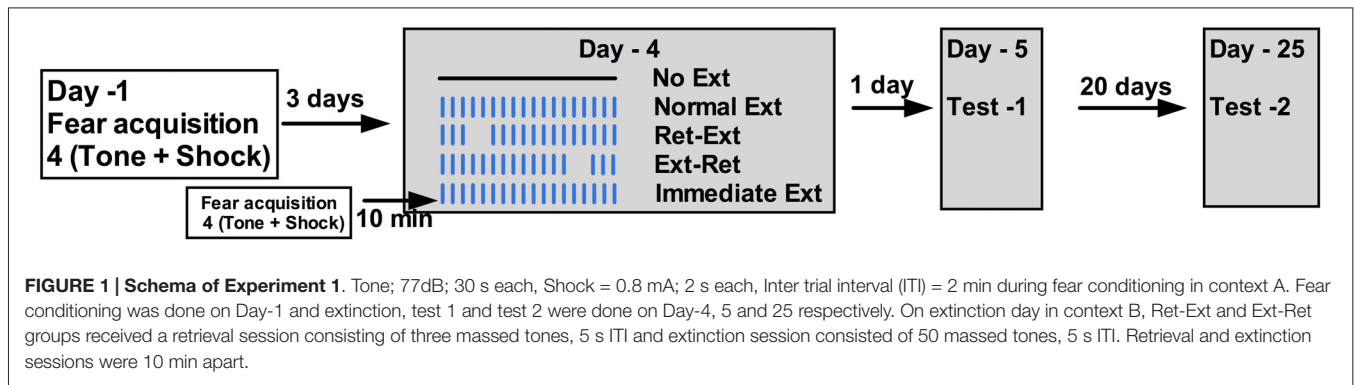 Day -1
Fear acquisition
4 (Tone + Shock)
3 days
Fear acquisition
4 (Tone + Shock)
10 min
Day - 4
No Ext
Normal Ext
Ret-Ext
Ext-Ret
Immediate Ext
1 day
Day - 5
Test -1
20 days
Day - 25
Test -2
FIGURE 1 | Schema of Experiment 1. Tone; 77dB; 30 s each, Shock = 0.8 mA; 2 s each, Inter trial interval (ITI) = 2 min during fear conditioning in context A. Fear
conditioning was done on Day-1 and extinction, test 1 and test 2 were done on Day-4, 5 and 25 respectively. On extinction day in context B, Ret-Ext and Ext-Ret
groups received a retrieval session consisting of three massed tones, 5 s ITI and extinction session consisted of 50 massed tones, 5 s ITI. Retrieval and extinction
sessions were 10 min apart.